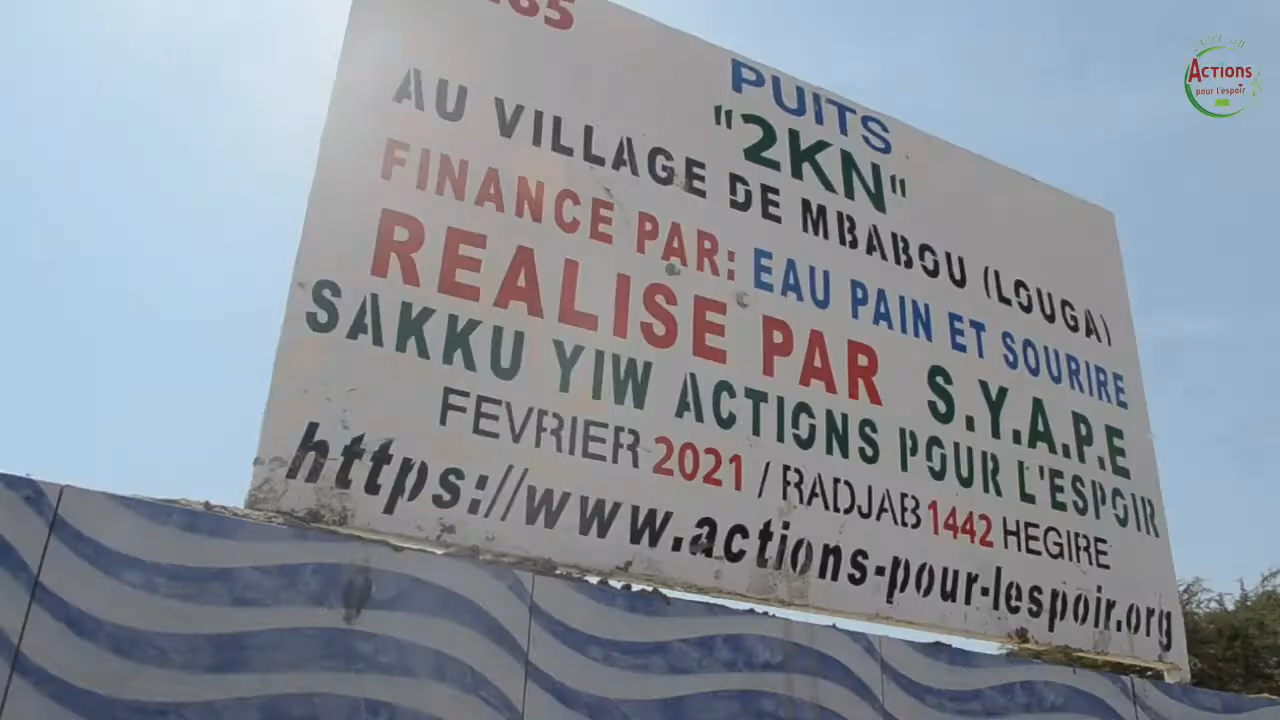 PUITS
"2KN"
AU VILLAGE DE MBABOU (LOUGA)
FINANCE PAR: EAU PAIN ET SOURIRE
REALISE PAR S.Y.A.P.E
SAKKU YIW ACTIONS POUR L'ESPOIR
FEVRIER 2021 / RADJAB 1442 HEGIRE
https://www.actions-pour-lespoir.org
ACTIONS
pour l'espoir